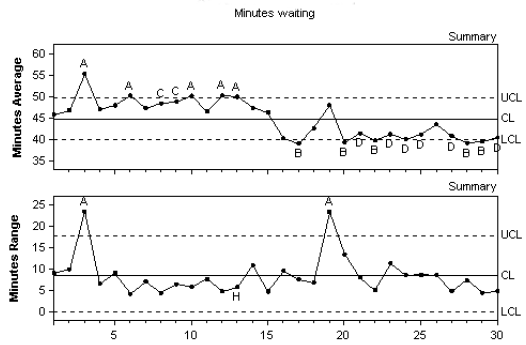 Minutes waiting
Summary
Minutes Average
60
55
50
45
40
35
A A C C A A A
B B D B D D D D B B D
UCL
CL
LCL
Summary
Minutes Range
25
20
15
10
5
0
A A
H
UCL
CL
LCL
5 10 15 20 25 30